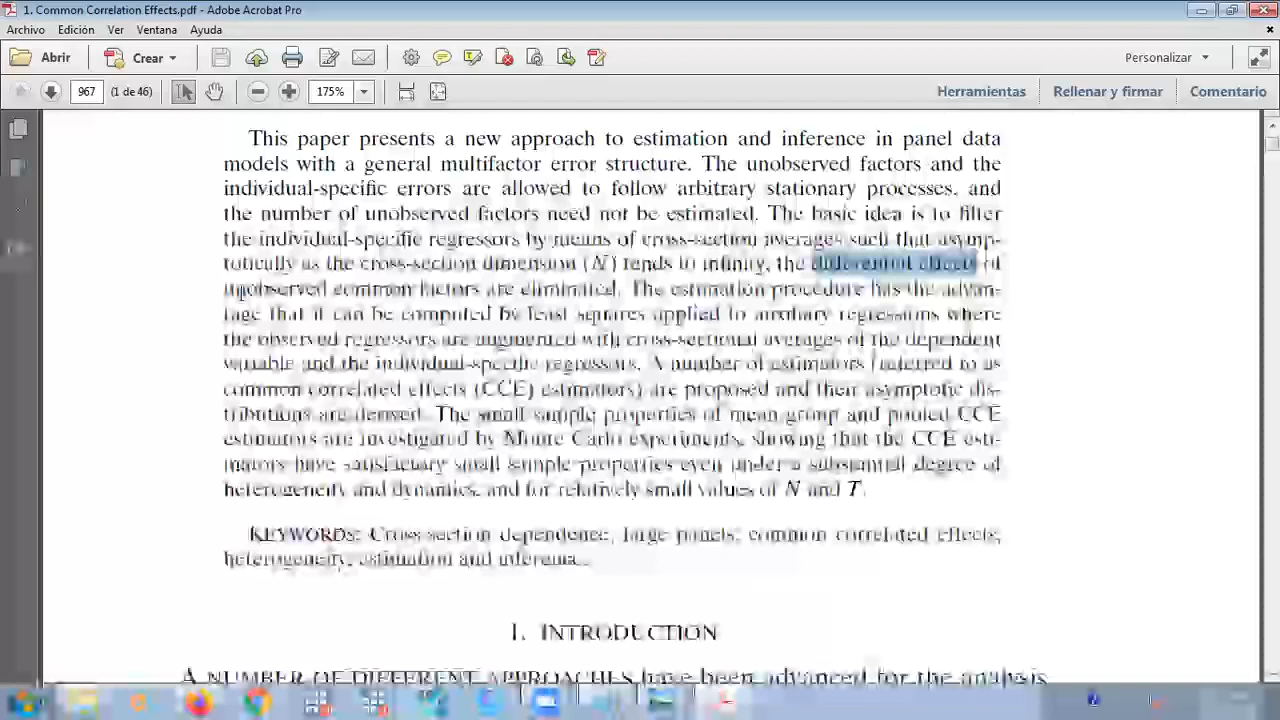 1. Common Correlation Effects.pdf - Adobe Acrobat Pro
Archivo Edición Ver Ventana Ayuda
Abrir Crear Personalizar
967 (1 de 46) 175% Herramientas Rellenar y firmar Comentario
This paper presents a new approach to estimation and inference in panel data
models with a general multifactor error structure. The unobserved factors and the
individual-specific errors are allowed to follow arbitrary stationary processes, and
the number of unobserved factors need not be estimated. The basic idea is to filter
the individual-specific regressors by means of cross-section averages such that asymp-
totically as the cross-section dimension (N) tends to infinity, the differential effects of
unobserved common factors are eliminated. The estimation procedure has the advan-
tage that it can be computed by least squares applied to auxiliary regressions where
the observed regressors are augmented with cross-sectional averages of the dependent
variable and the individual-specific regressors. A number of estimators (referred to as
common correlated effects (CCE) estimators) are proposed and their asymptotic dis-
tributions are derived. The small sample properties of mean group and pooled CCE
estimators are investigated by Monte Carlo experiments, showing that the CCE esti-
mators have satisfactory small sample properties even under a substantial degree of
heterogeneity and dynamics, and for relatively small values of N and T.
KEYWORDS: Cross section dependence, large panels, common correlated effects,
heterogeneity, estimation and inference.
1. INTRODUCTION
A NUMBER OF DIFFERENT APPROACHES have been advanced for the analysis